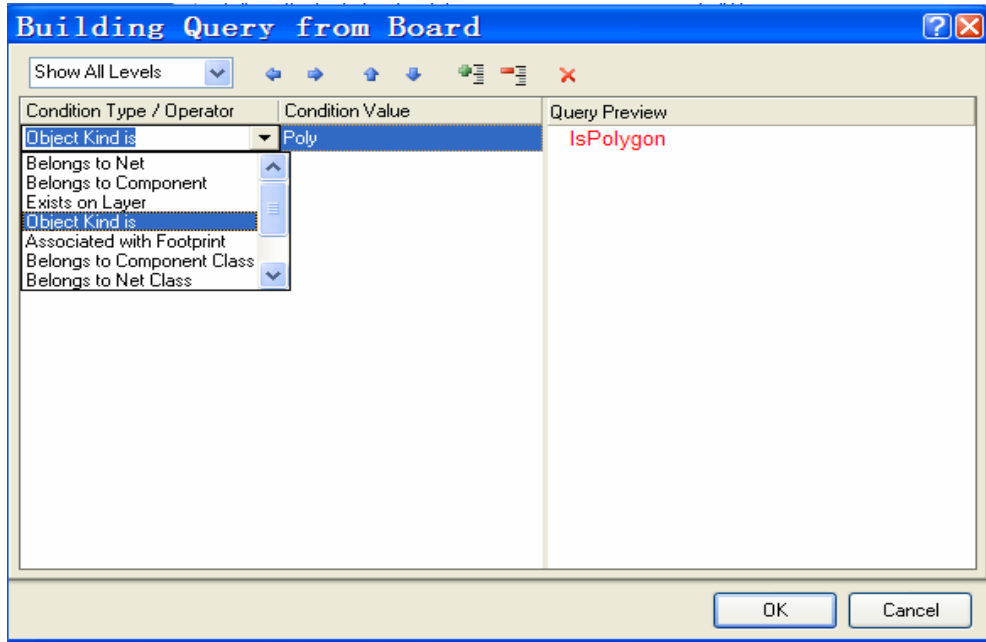 Building Query from Board
Show All Levels
Condition Type / Operator
Condition Value
Query Preview
Object Kind is
Poly
IsPolygon
Belongs to Net
Belongs to Component
Exists on Layer
Object Kind is
Associated with Footprint
Belongs to Component Class
Belongs to Net Class
OK
Cancel